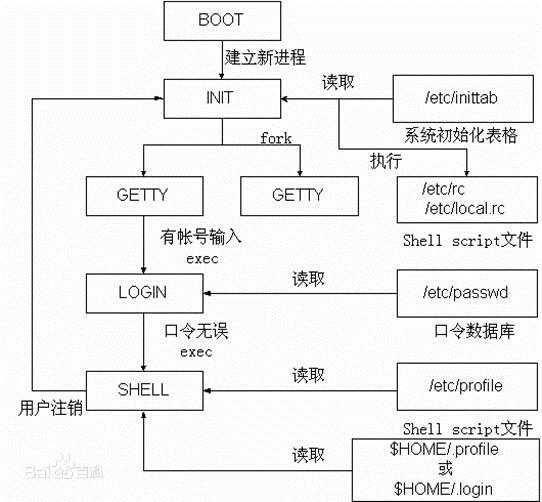 BOOT
建立新进程
INIT
读取
/etc/inittab
系统初始化表格
fork
执行
GETTY
GETTY
/etc/rc
/etc/local.rc
Shell script文件
有帐号输入
exec
LOGIN
读取
/etc/passwd
口令数据库
口令无误
exec
SHELL
读取
/etc/profile
用户注销
Shell script文件
读取
$HOME/.profile
或
$HOME/.login
Baidu百科